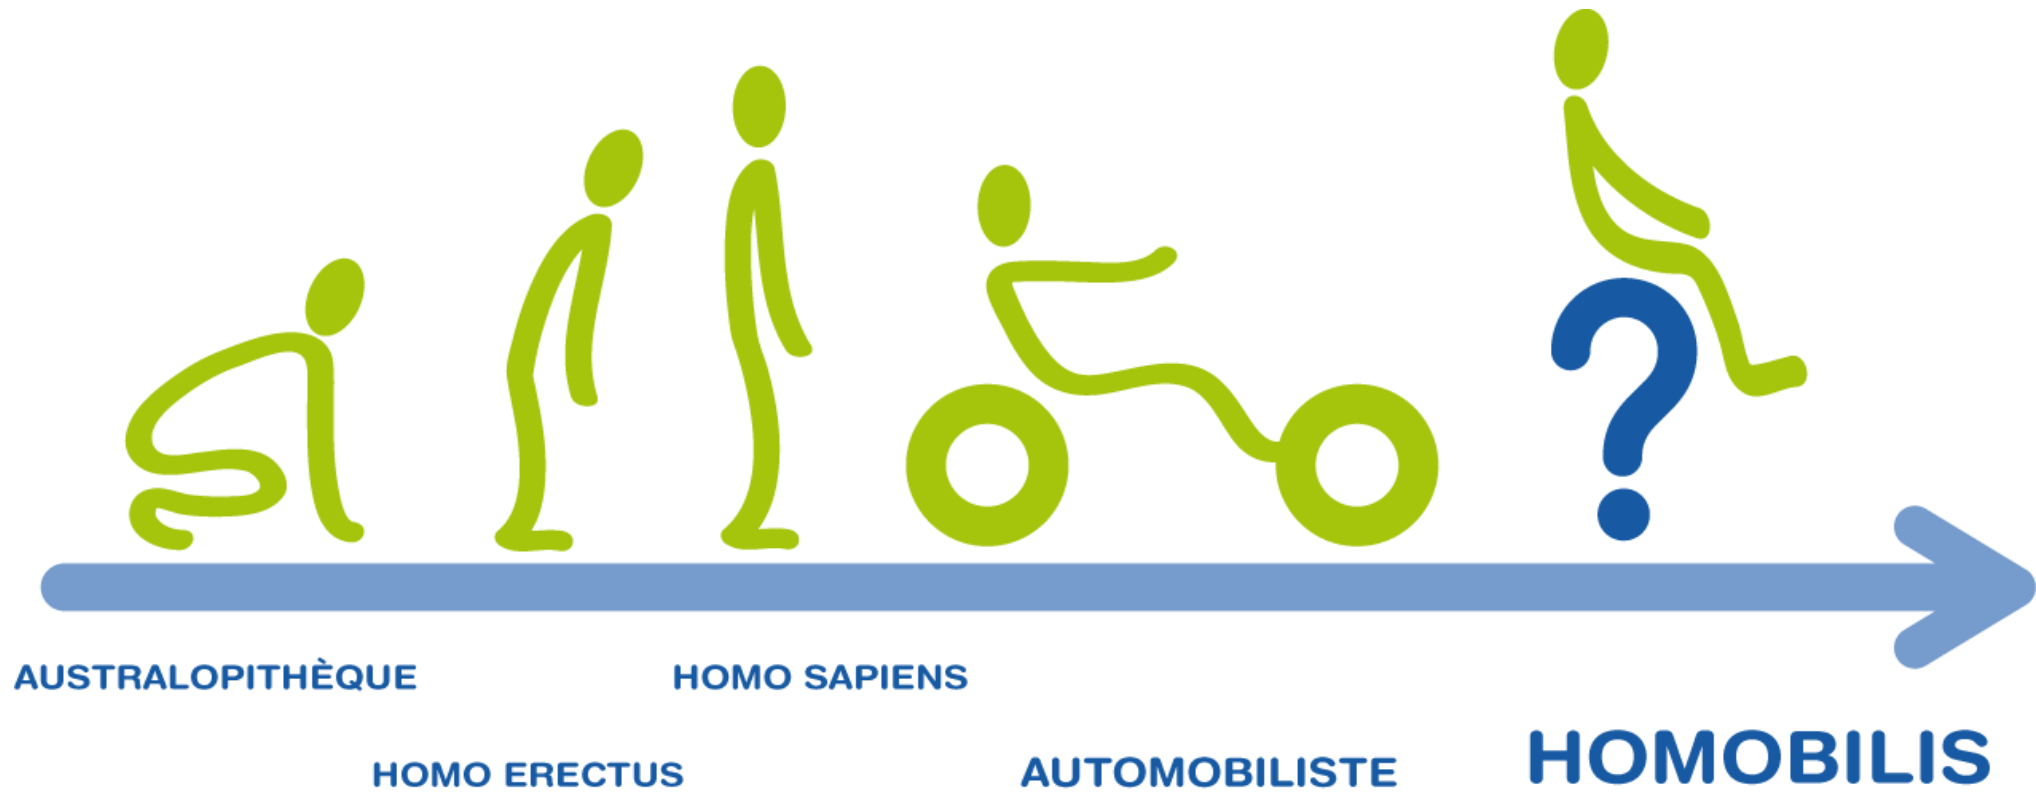 ?
AUSTRALOPITHÈQUE
HOMO ERECTUS
HOMO SAPIENS
AUTOMOBILISTE
HOMOBILIS